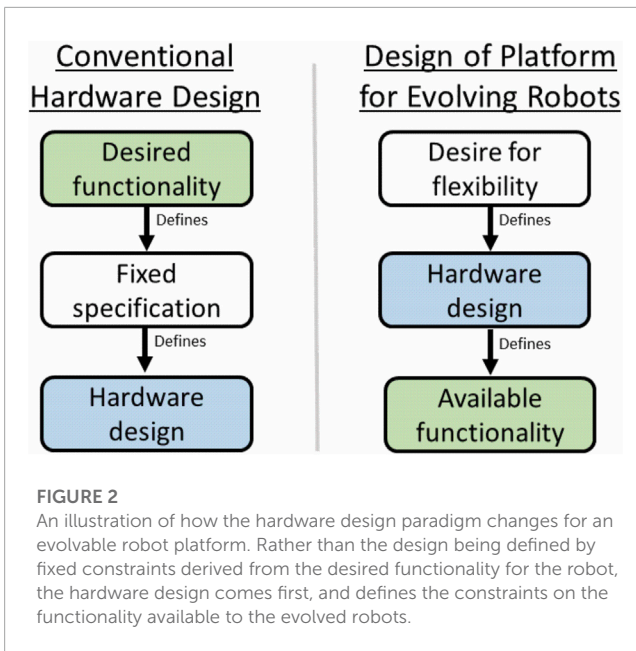 Conventional
Hardware Design
Desired
functionality
Defines
Fixed
specification
Defines
Hardware
design
Design of Platform
for Evolving Robots
Desire for
flexibility
Defines
Hardware
design
Defines
Available
functionality
FIGURE 2
An illustration of how the hardware design paradigm changes for an
evolvable robot platform. Rather than the design being defined by
fixed constraints derived from the desired functionality for the robot,
the hardware design comes first, and defines the constraints on the
functionality available to the evolved robots.